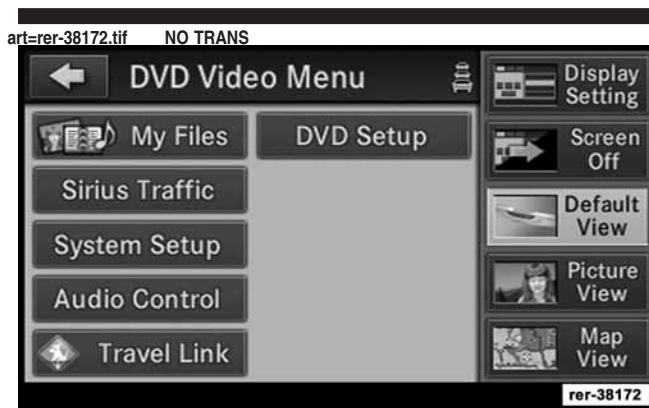 art=rer-38172.tif NO TRANS
DVD Video Menu
My Files
DVD Setup
Sirius Traffic
System Setup
Audio Control
Travel Link
Display
Setting
Screen
Off
Default
View
Picture
View
Map
View
rer-38172